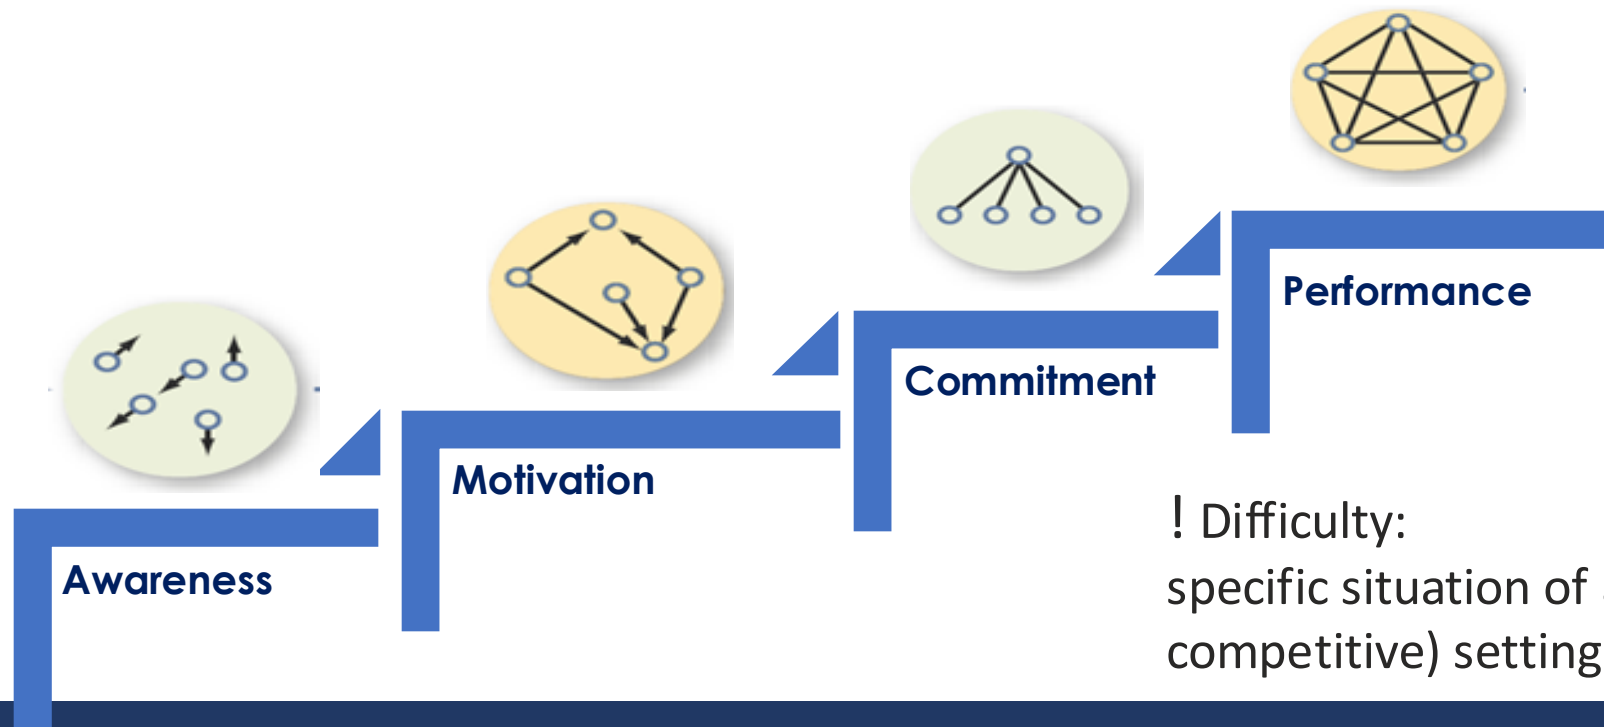 Performance
Commitment
Motivation
Awareness
! Difficulty:
specific situation of
competitive) setting